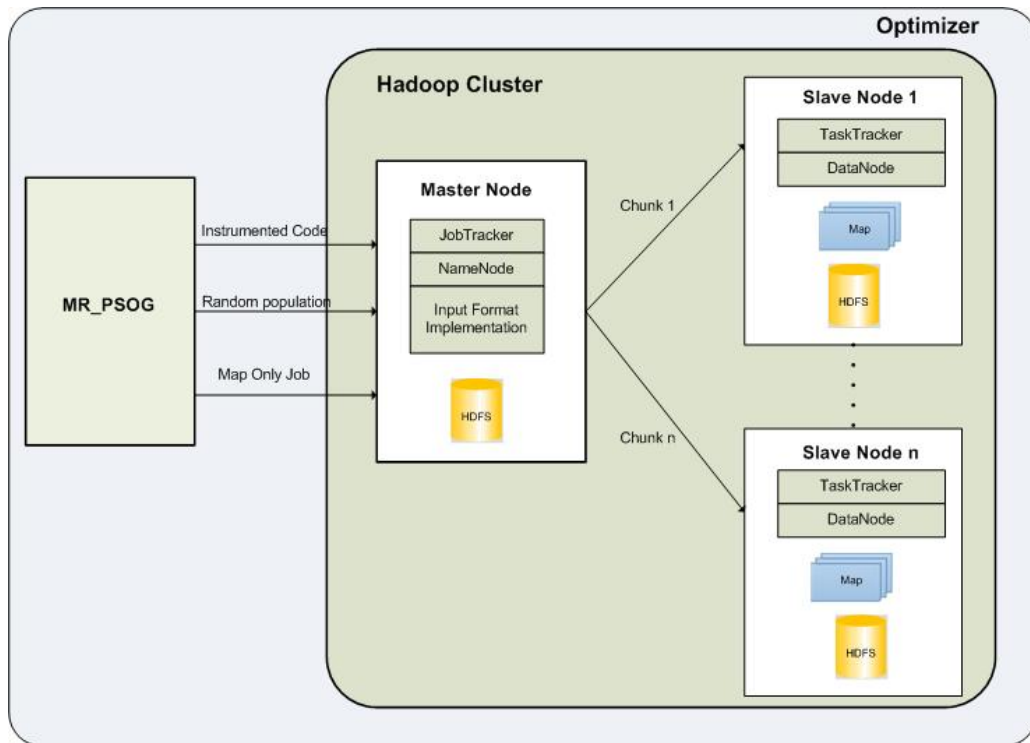 Optimizer
Hadoop Cluster
MR_PSOG
Instrumented Code
Random population
Map Only Job
Master Node
JobTracker
NameNode
Input Format
Implementation
HDFS
Chunk 1
Chunk n
Slave Node 1
TaskTracker
DataNode
Map
HDFS
Slave Node n
TaskTracker
DataNode
Map
HDFS